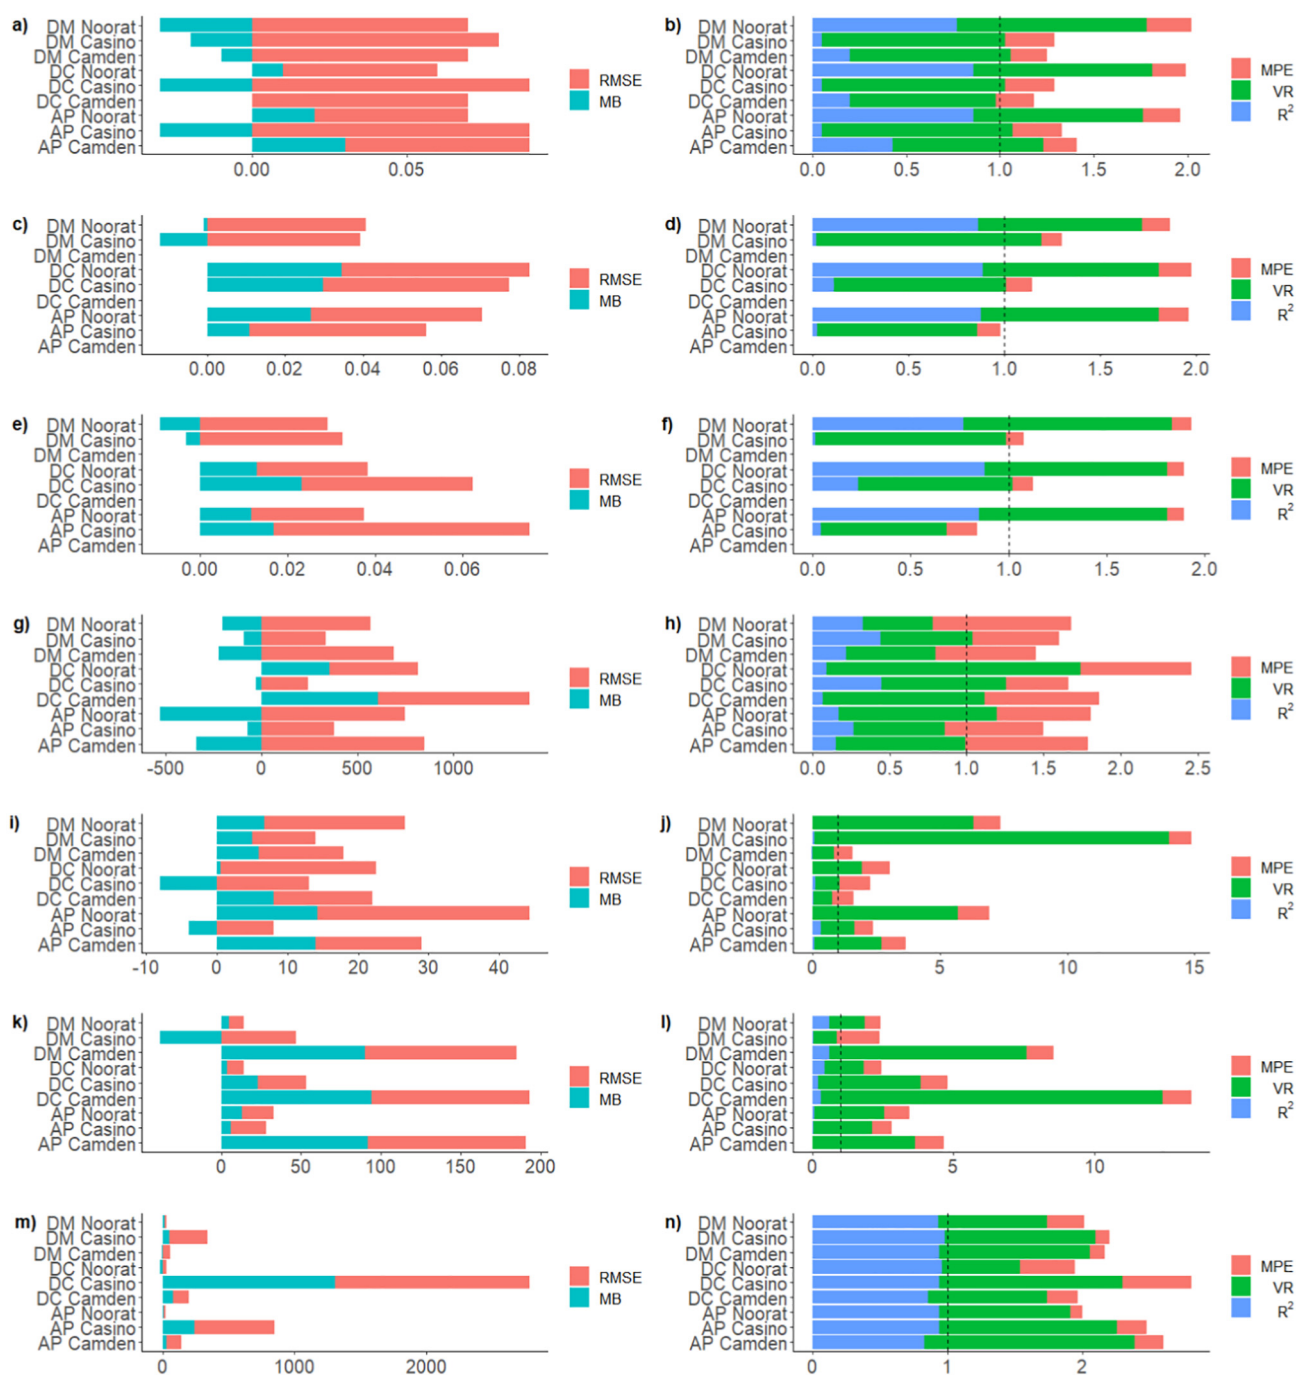 a)
DM Noorat
DM Casino
DM Camden
DC Noorat
DC Casino
DC Camden
AP Noorat
AP Casino
AP Camden
0.00 0.05
RMSE
MB
b)
DM Noorat
DM Casino
DM Camden
DC Noorat
DC Casino
DC Camden
AP Noorat
AP Casino
AP Camden
0.0 0.5 1.0 1.5 2.0
MPE
VR
R²
c)
DM Noorat
DM Casino
DM Camden
DC Noorat
DC Casino
DC Camden
AP Noorat
AP Casino
AP Camden
0.00 0.02 0.04 0.06 0.08
RMSE
MB
d)
DM Noorat
DM Casino
DM Camden
DC Noorat
DC Casino
DC Camden
AP Noorat
AP Casino
AP Camden
0.0 0.5 1.0 1.5 2.0
MPE
VR
R²
e)
DM Noorat
DM Casino
DM Camden
DC Noorat
DC Casino
DC Camden
AP Noorat
AP Casino
AP Camden
0.00 0.02 0.04 0.06
RMSE
MB
f)
DM Noorat
DM Casino
DM Camden
DC Noorat
DC Casino
DC Camden
AP Noorat
AP Casino
AP Camden
0.0 0.5 1.0 1.5 2.0
MPE
VR
R²
g)
DM Noorat
DM Casino
DM Camden
DC Noorat
DC Casino
DC Camden
AP Noorat
AP Casino
AP Camden
-500 0 500 1000
RMSE
MB
h)
DM Noorat
DM Casino
DM Camden
DC Noorat
DC Casino
DC Camden
AP Noorat
AP Casino
AP Camden
0.0 0.5 1.0 1.5 2.0 2.5
MPE
VR
R²
i)
DM Noorat
DM Casino
DM Camden
DC Noorat
DC Casino
DC Camden
AP Noorat
AP Casino
AP Camden
-10 0 10 20 30 40
RMSE
MB
j)
DM Noorat
DM Casino
DM Camden
DC Noorat
DC Casino
DC Camden
AP Noorat
AP Casino
AP Camden
0 5 10 15
MPE
VR
R²
k)
DM Noorat
DM Casino
DM Camden
DC Noorat
DC Casino
DC Camden
AP Noorat
AP Casino
AP Camden
0 50 100 150 200
RMSE
MB
l)
DM Noorat
DM Casino
DM Camden
DC Noorat
DC Casino
DC Camden
AP Noorat
AP Casino
AP Camden
0 5 10
MPE
VR
R²
m)
DM Noorat
DM Casino
DM Camden
DC Noorat
DC Casino
DC Camden
AP Noorat
AP Casino
AP Camden
0 1000 2000
RMSE
MB
n)
DM Noorat
DM Casino
DM Camden
DC Noorat
DC Casino
DC Camden
AP Noorat
AP Casino
AP Camden
0 1 2
MPE
VR
R²